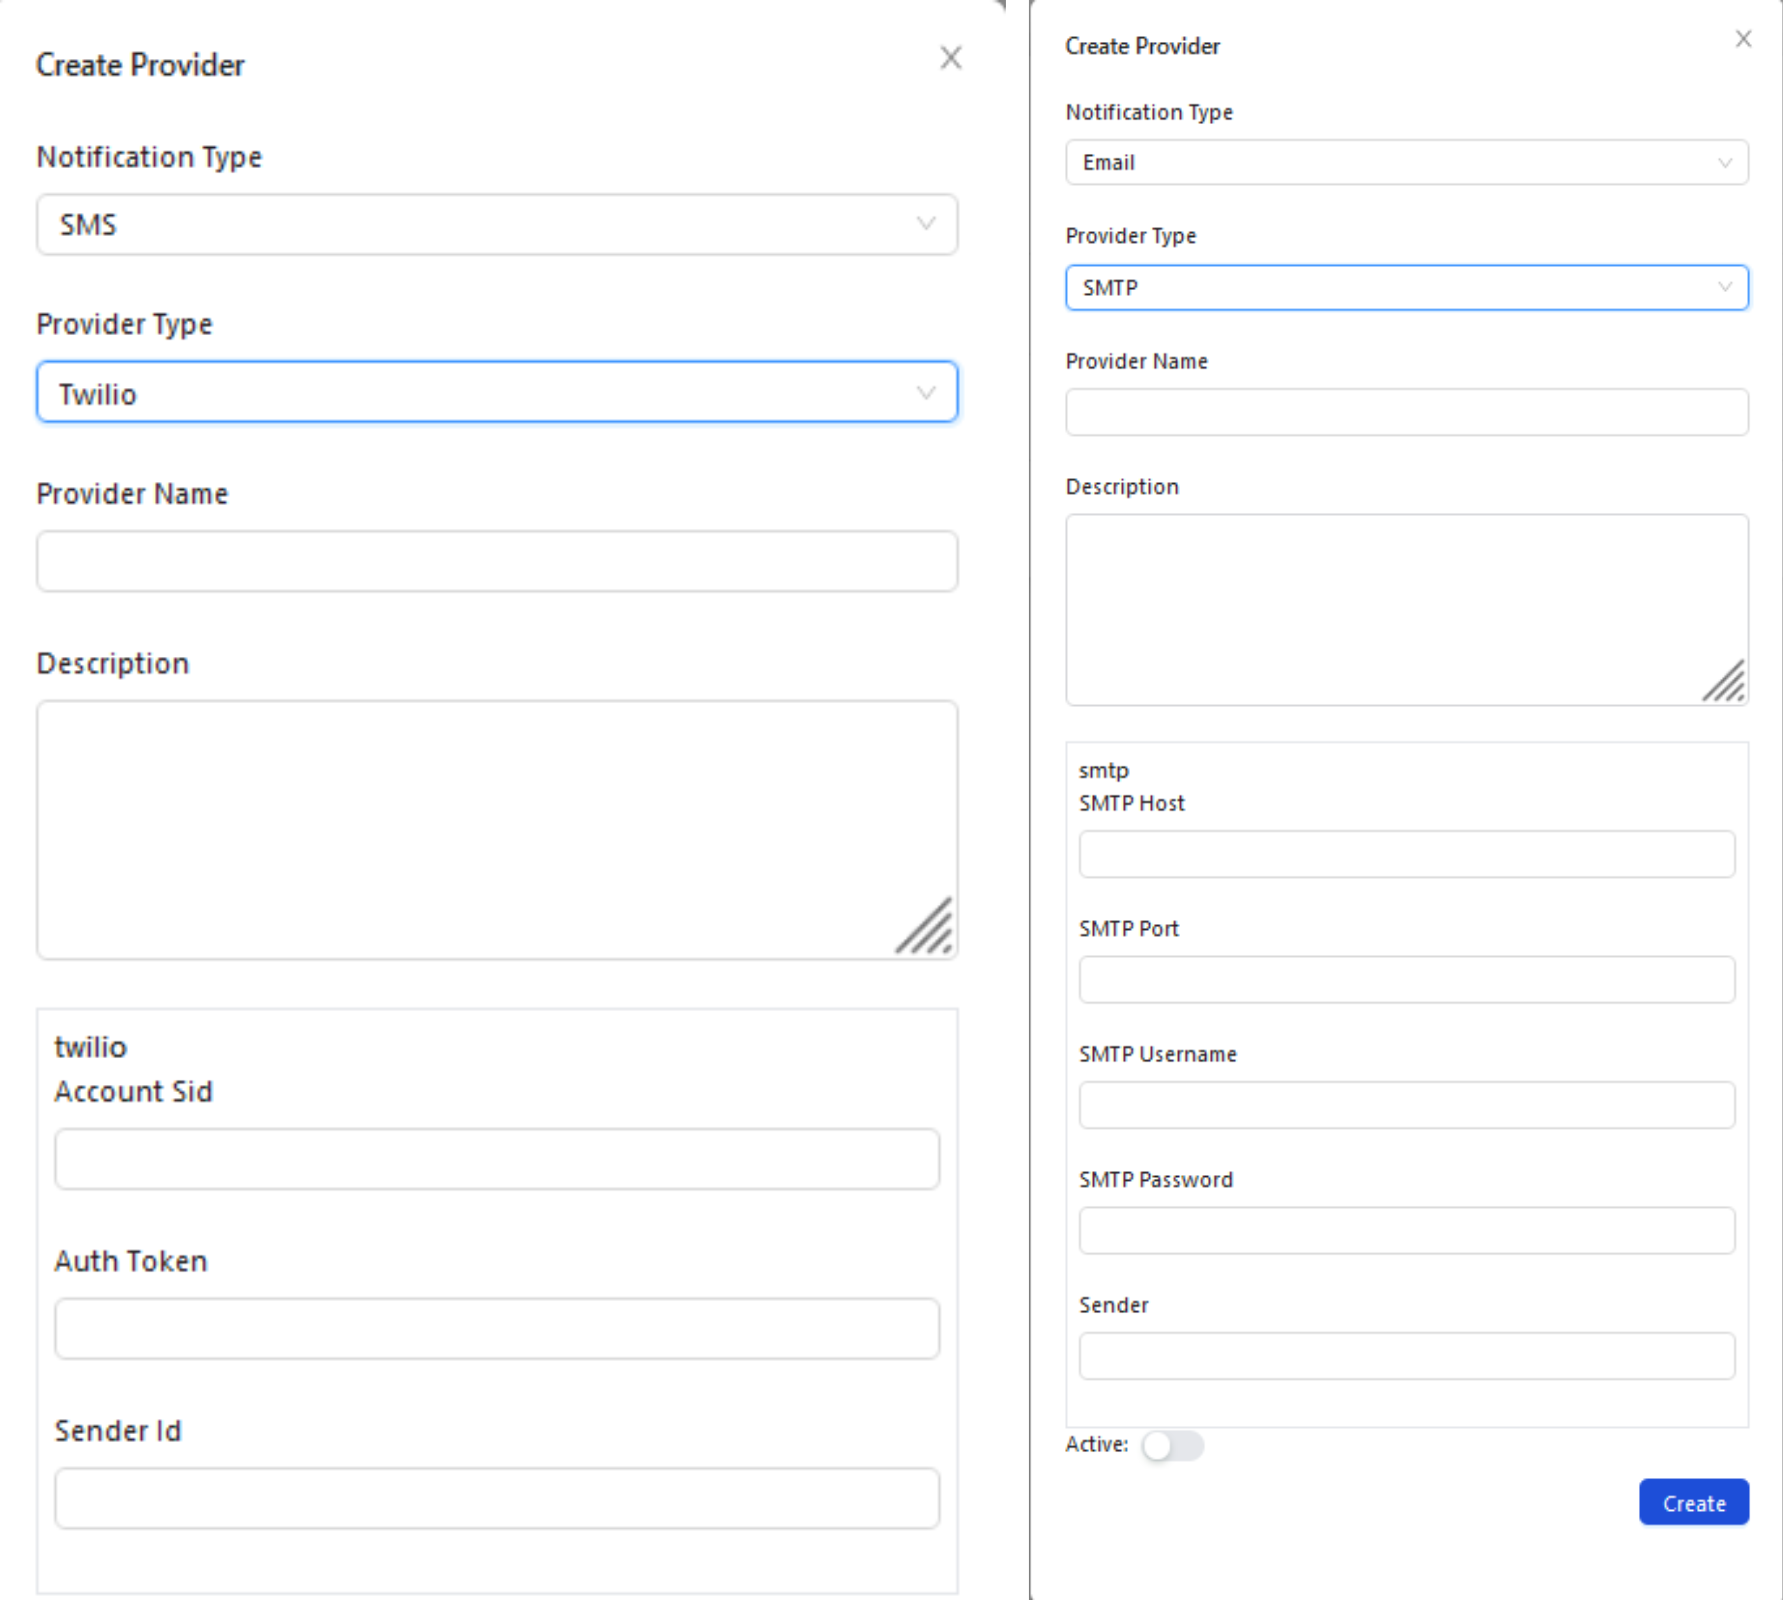 Create Provider
Notification Type
SMS
Provider Type
Twilio
Provider Name
Description
twilio
Account Sid
Auth Token
Sender Id
Create Provider
Notification Type
Email
Provider Type
SMTP
Provider Name
Description
smtp
SMTP Host
SMTP Port
SMTP Username
SMTP Password
Sender
Active:
Create